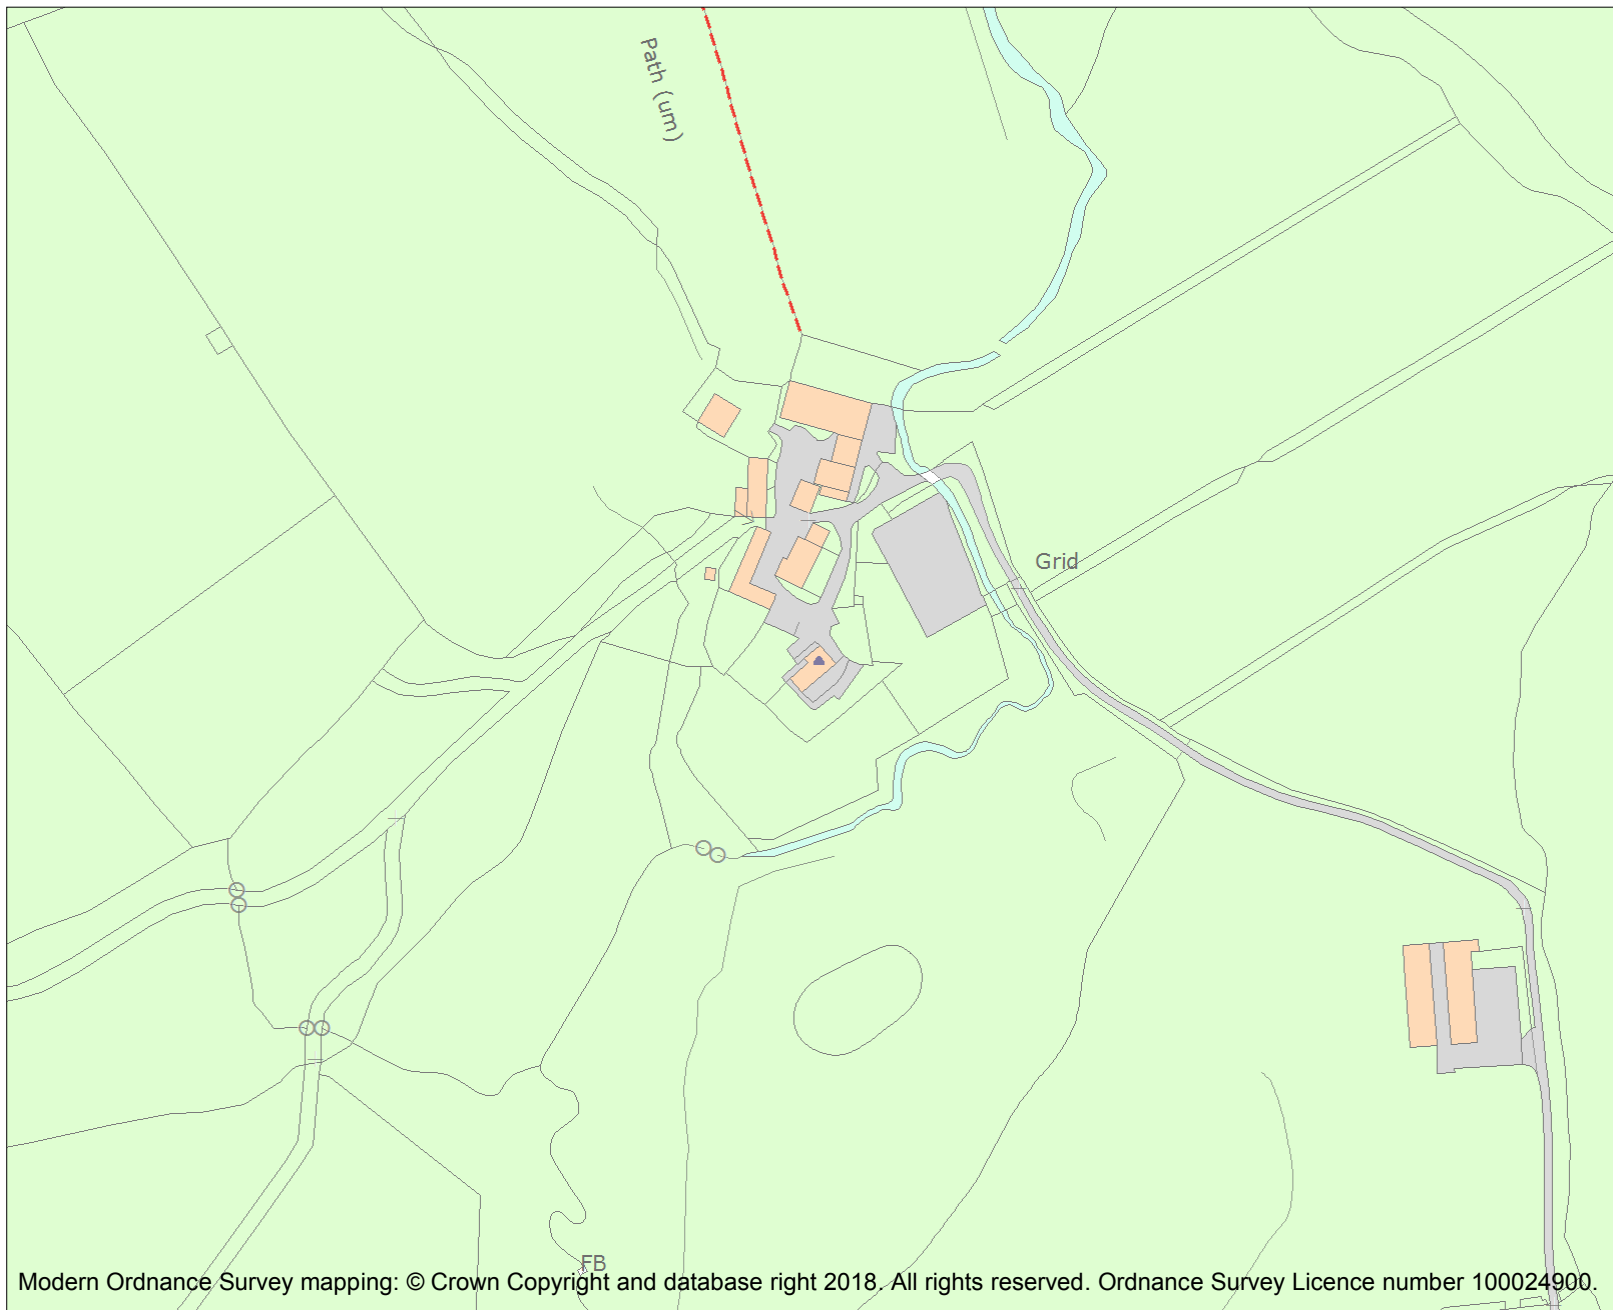 Path (um)
Grid
FB
Modern Ordnance Survey mapping: © Crown Copyright and database right 2018. All rights reserved. Ordnance Survey Licence number 100024900.